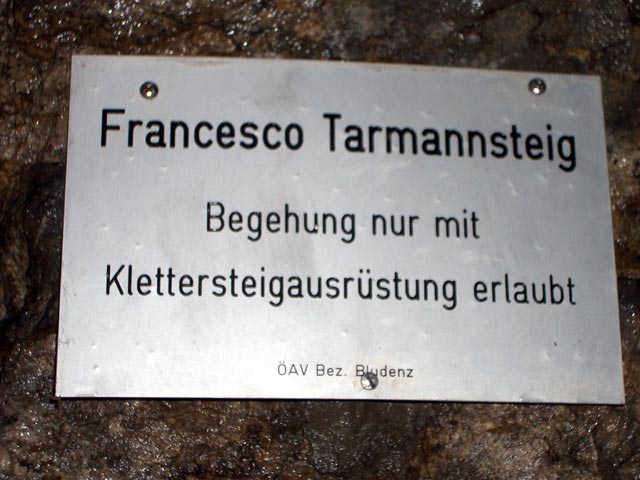 Francesco Tarmannsteig
Begehung nur mit
Klettersteigausrüstung erlaubt
ÖAV Bez. Bludenz